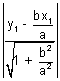 |y₁ − bx₁/a|
√(1 + b²/a²)